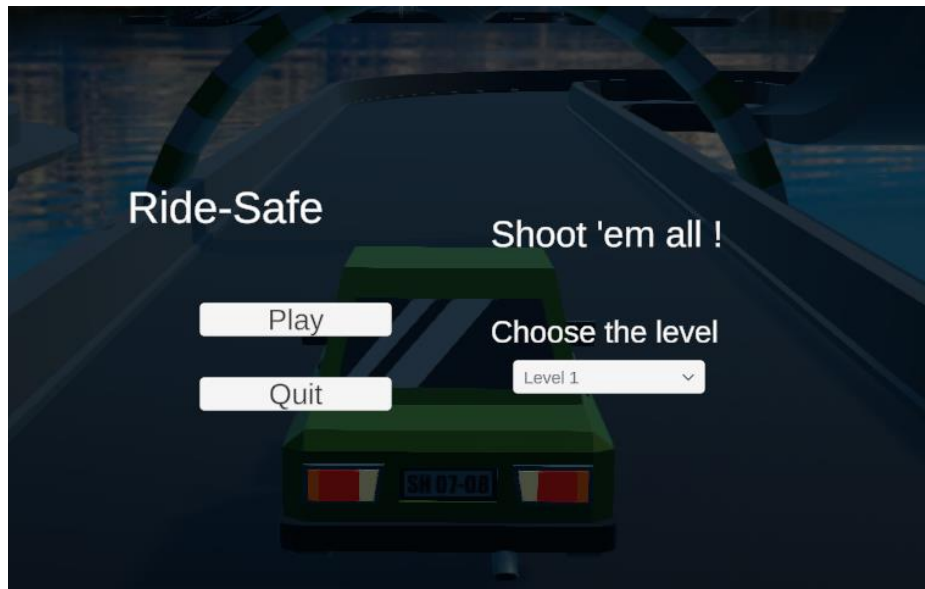 Ride-Safe
Shoot 'em all !
Play
Choose the level
Level 1
Quit
SH 07-08